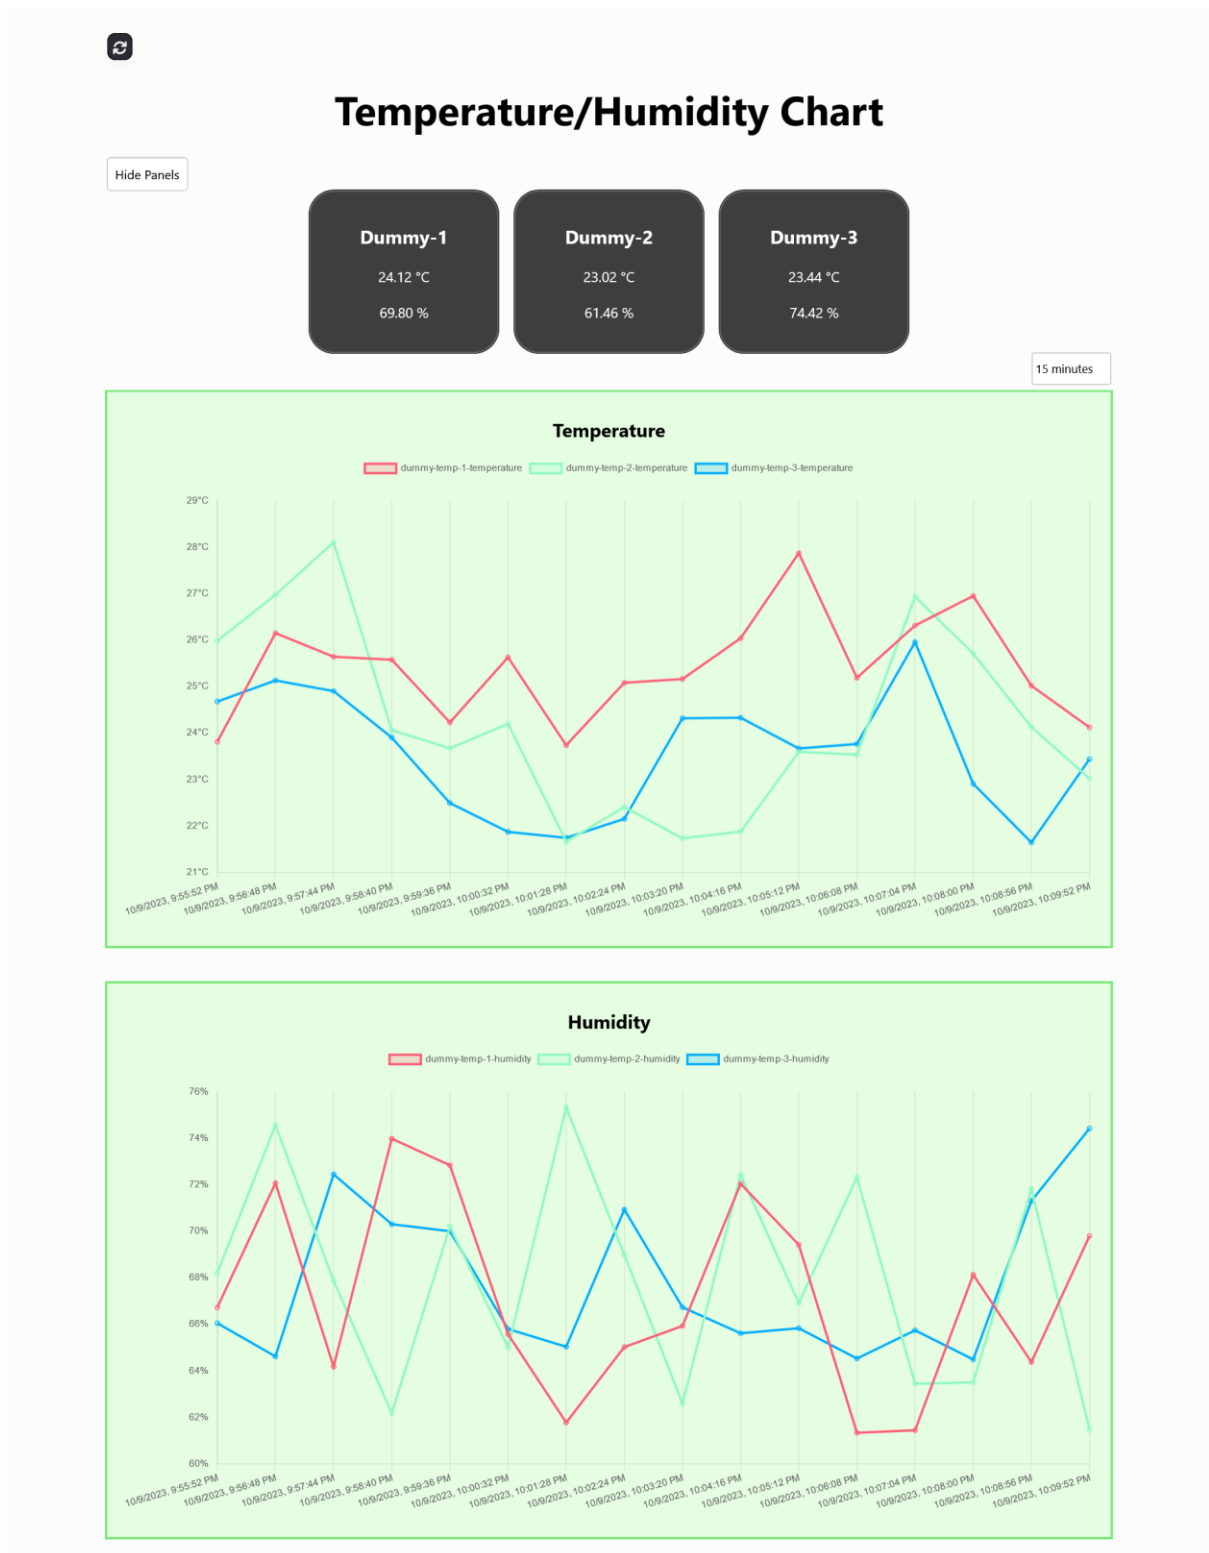 Temperature/Humidity Chart
Hide Panels
Dummy-1 Dummy-2 Dummy-3
24.12 °C 23.02 °C 23.44 °C
69.80 % 61.46 % 74.42 %
15 minutes
Temperature
dummy-temp-1-temperature dummy-temp-2-temperature dummy-temp-3-temperature
29°C
28°C
27°C
26°C
25°C
24°C
23°C
22°C
21°C
10/9/2023, 9:55:52 PM
10/9/2023, 9:56:48 PM
10/9/2023, 9:57:44 PM
10/9/2023, 9:58:40 PM
10/9/2023, 9:59:36 PM
10/9/2023, 10:00:32 PM
10/9/2023, 10:01:28 PM
10/9/2023, 10:02:24 PM
10/9/2023, 10:03:20 PM
10/9/2023, 10:04:16 PM
10/9/2023, 10:05:12 PM
10/9/2023, 10:06:08 PM
10/9/2023, 10:07:04 PM
10/9/2023, 10:08:00 PM
10/9/2023, 10:08:56 PM
10/9/2023, 10:09:52 PM
Humidity
dummy-temp-1-humidity dummy-temp-2-humidity dummy-temp-3-humidity
76%
74%
72%
70%
68%
66%
64%
62%
60%
10/9/2023, 9:55:52 PM
10/9/2023, 9:56:48 PM
10/9/2023, 9:57:44 PM
10/9/2023, 9:58:40 PM
10/9/2023, 9:59:36 PM
10/9/2023, 10:00:32 PM
10/9/2023, 10:01:28 PM
10/9/2023, 10:02:24 PM
10/9/2023, 10:03:20 PM
10/9/2023, 10:04:16 PM
10/9/2023, 10:05:12 PM
10/9/2023, 10:06:08 PM
10/9/2023, 10:07:04 PM
10/9/2023, 10:08:00 PM
10/9/2023, 10:08:56 PM
10/9/2023, 10:09:52 PM